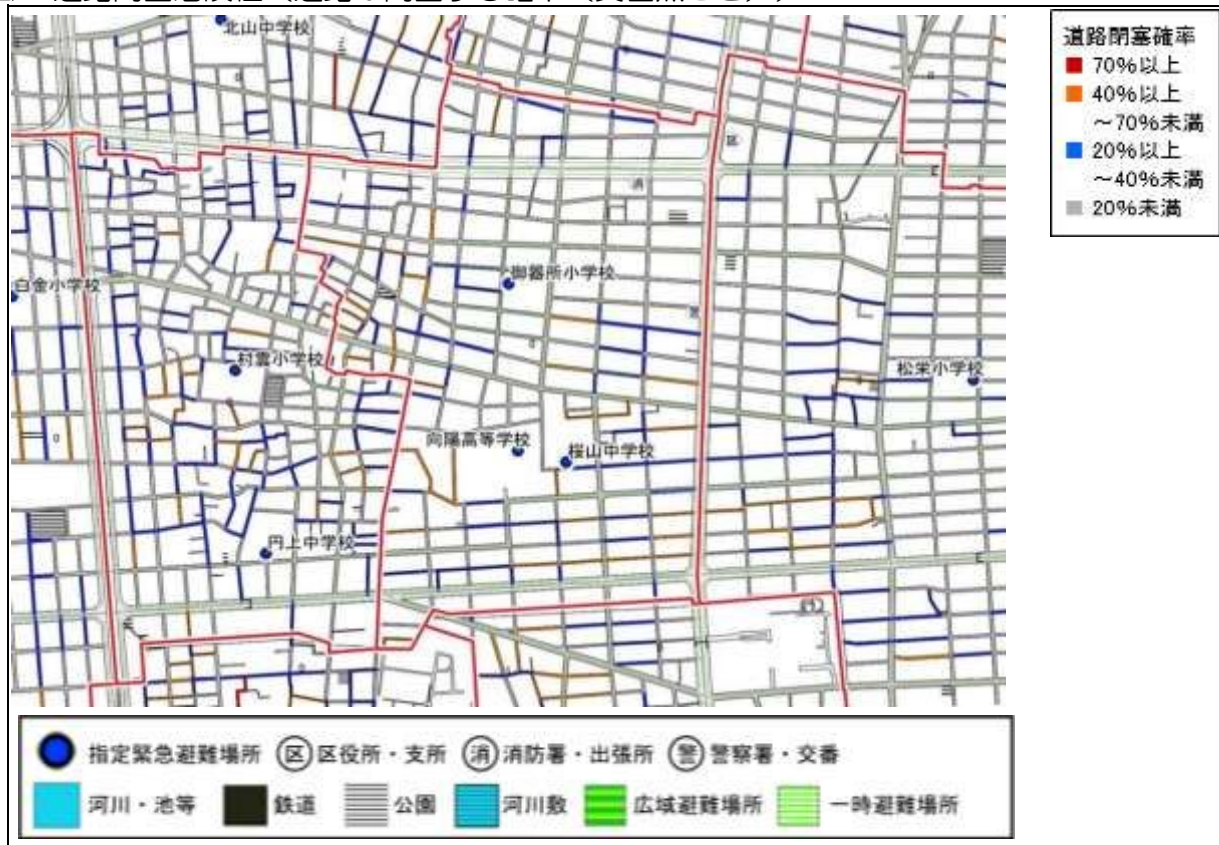 北山中学校
御器所小学校
白金小学校
村雲小学校
松栄小学校
向陽高等学校
桜山中学校
円上中学校
道路閉塞確率
70%以上
40%以上
～70%未満
20%以上
～40%未満
20%未満
指定緊急避難場所 区 区役所・支所 消 消防署・出張所 警 警察署・交番
河川・池等 鉄道 公園 河川敷 広域避難場所 一時避難場所